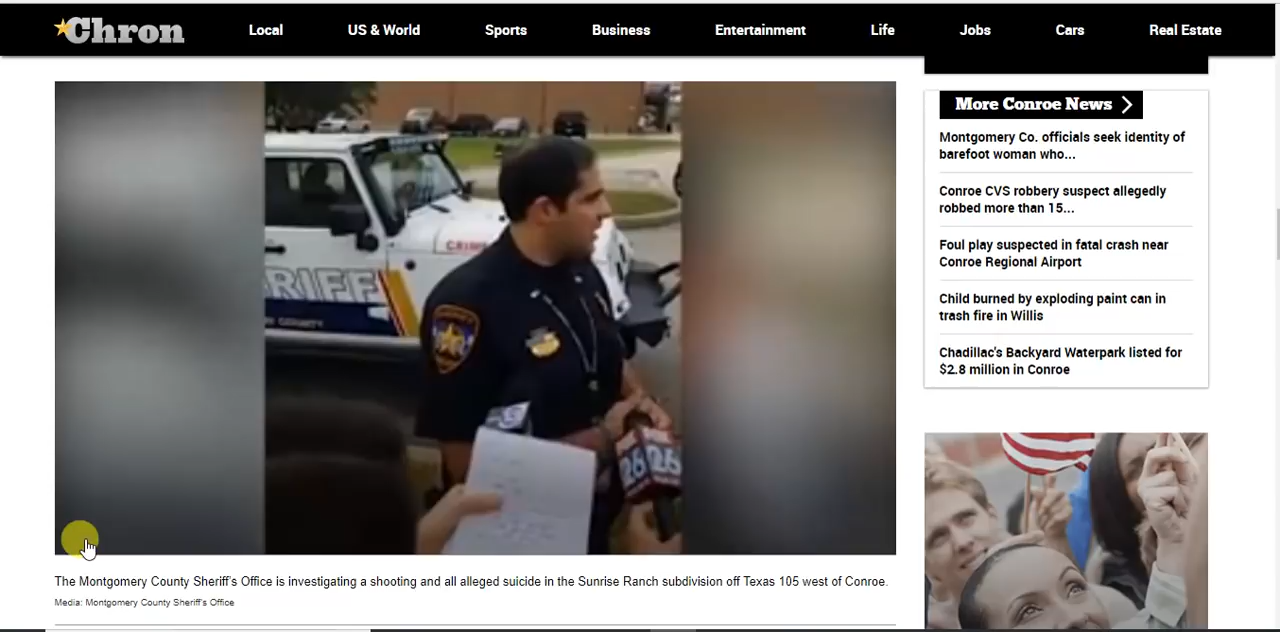 Chron
Local
US & World
Sports
Business
Entertainment
Life
Jobs
Cars
Real Estate
CRIME
RIFF
COUNTY
26 26
The Montgomery County Sheriff's Office is investigating a shooting and all alleged suicide in the Sunrise Ranch subdivision off Texas 105 west of Conroe.
Media: Montgomery County Sheriff's Office
More Conroe News
Montgomery Co. officials seek identity of
barefoot woman who...
Conroe CVS robbery suspect allegedly
robbed more than 15...
Foul play suspected in fatal crash near
Conroe Regional Airport
Child burned by exploding paint can in
trash fire in Willis
Chadillac's Backyard Waterpark listed for
$2.8 million in Conroe